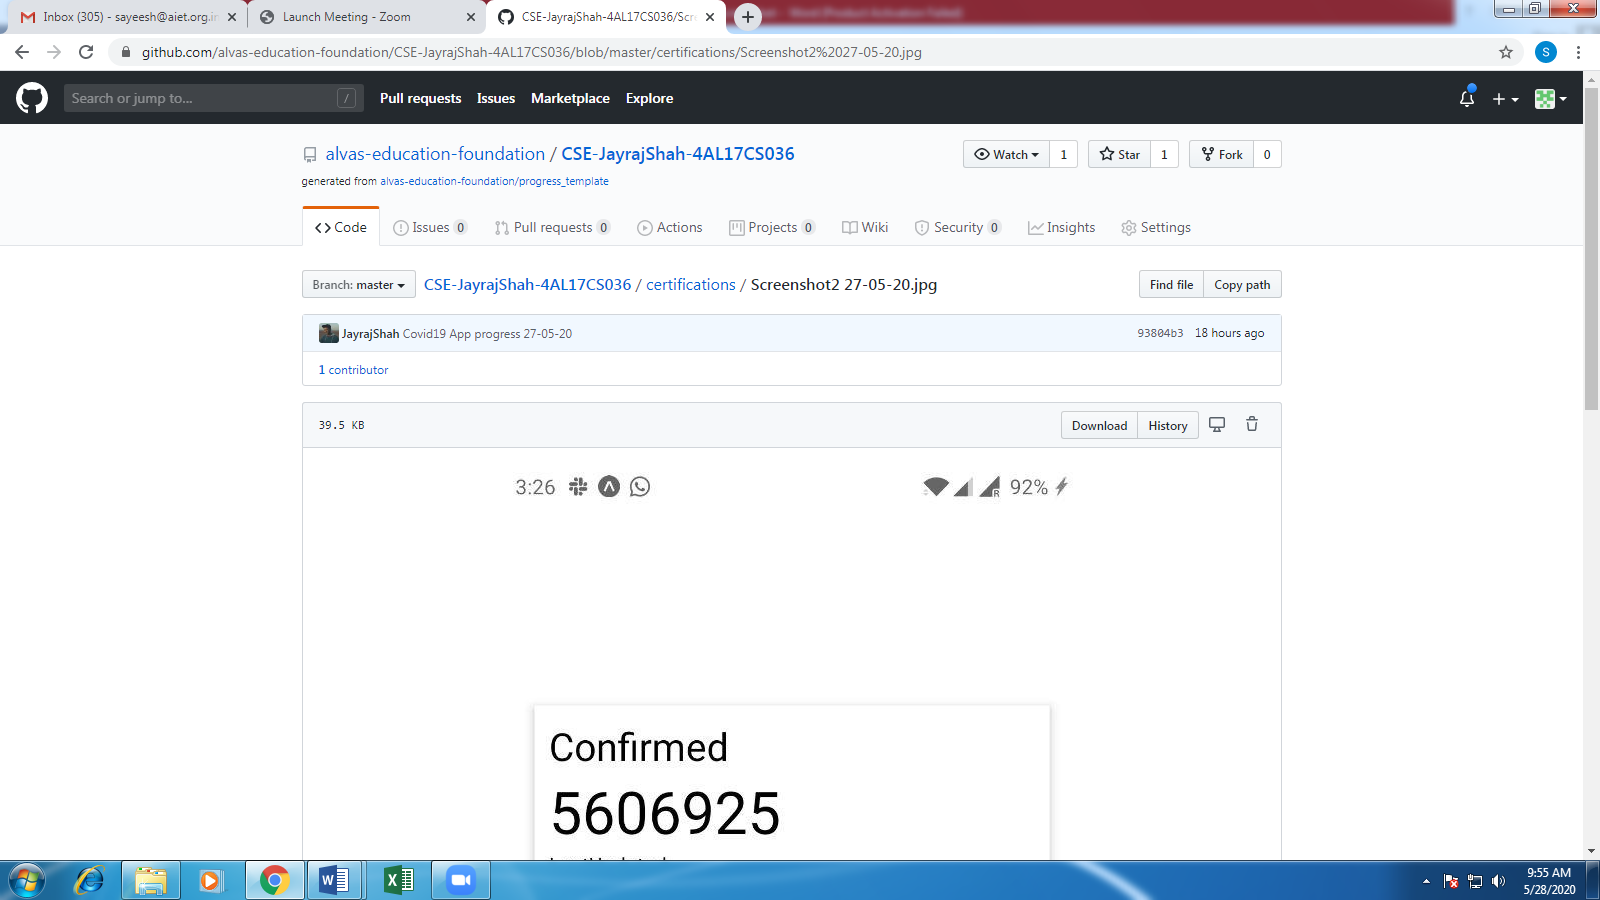 Inbox (305) - sayeesh@aiet.org.in
Launch Meeting - Zoom
CSE-JayrajShah-4AL17CS036/Scre
Word (Product Activation Failed)
github.com/alvas-education-foundation/CSE-JayrajShah-4AL17CS036/blob/master/certifications/Screenshot2%2027-05-20.jpg
S
Search or jump to... /
Pull requests Issues Marketplace Explore
alvas-education-foundation / CSE-JayrajShah-4AL17CS036
Watch 1 Star 1 Fork 0
generated from alvas-education-foundation/progress_template
Code Issues 0 Pull requests 0 Actions Projects 0 Wiki Security 0 Insights Settings
Branch: master CSE-JayrajShah-4AL17CS036 / certifications / Screenshot2 27-05-20.jpg Find file Copy path
JayrajShah Covid19 App progress 27-05-20 93804b3 18 hours ago
1 contributor
39.5 KB Download History
3:26 R 92%
Confirmed
5606925
9:55 AM
5/28/2020